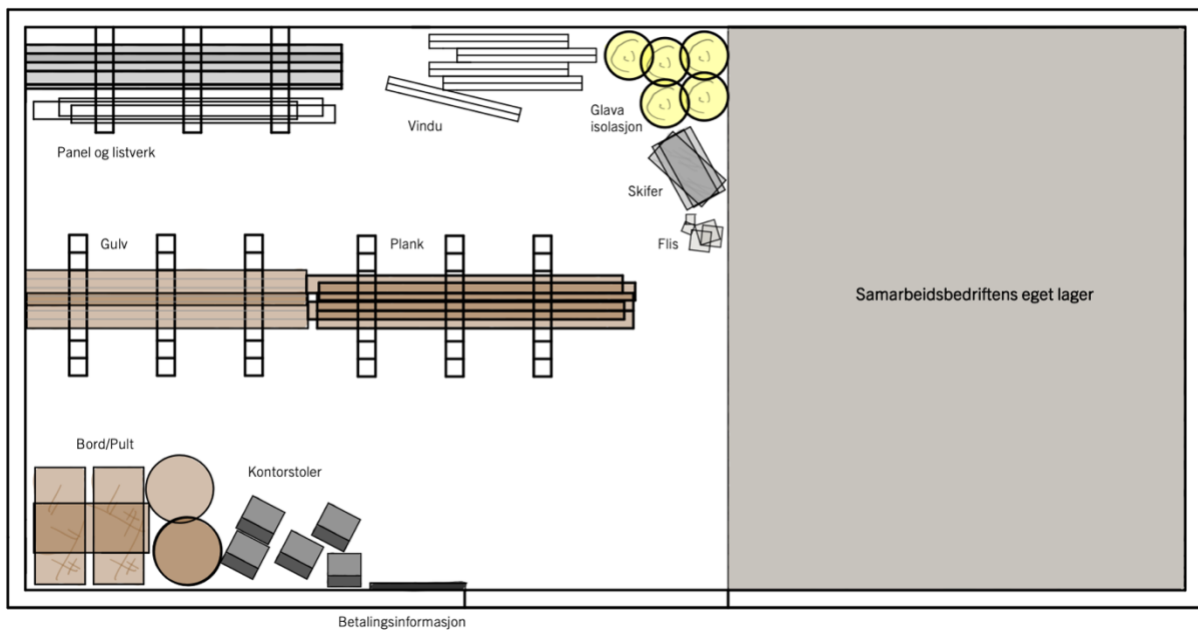 Vindu
Glava
isolasjon
Panel og listverk
Skifer
Gulv
Plank
Flis
Samarbeidsbedriftens eget lager
Bord/Pult
Kontorstoler
Betalingsinformasjon